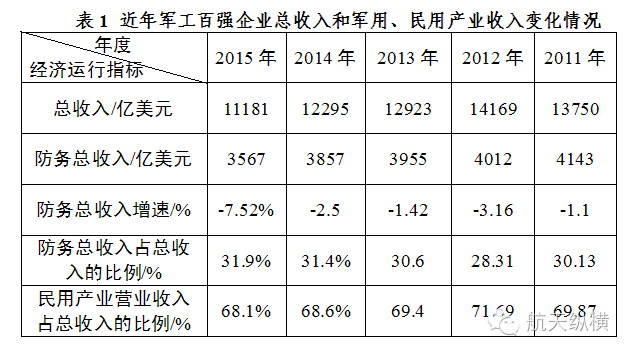 表 1 近年军工百强企业总收入和军用、民用产业收入变化情况
年度
经济运行指标
2015 年 2014 年 2013 年 2012 年 2011 年
总收入/亿美元 11181 12295 12923 14169 13750
防务总收入/亿美元 3567 3857 3955 4012 4143
防务总收入增速/% -7.52% -2.5 -1.42 -3.16 -1.1
防务总收入占总收
入的比例/% 31.9% 31.4% 30.6 28.31 30.13
民用产业营业收入
占总收入的比例/% 68.1% 68.6% 69.4 71.69 69.87
航天纵横